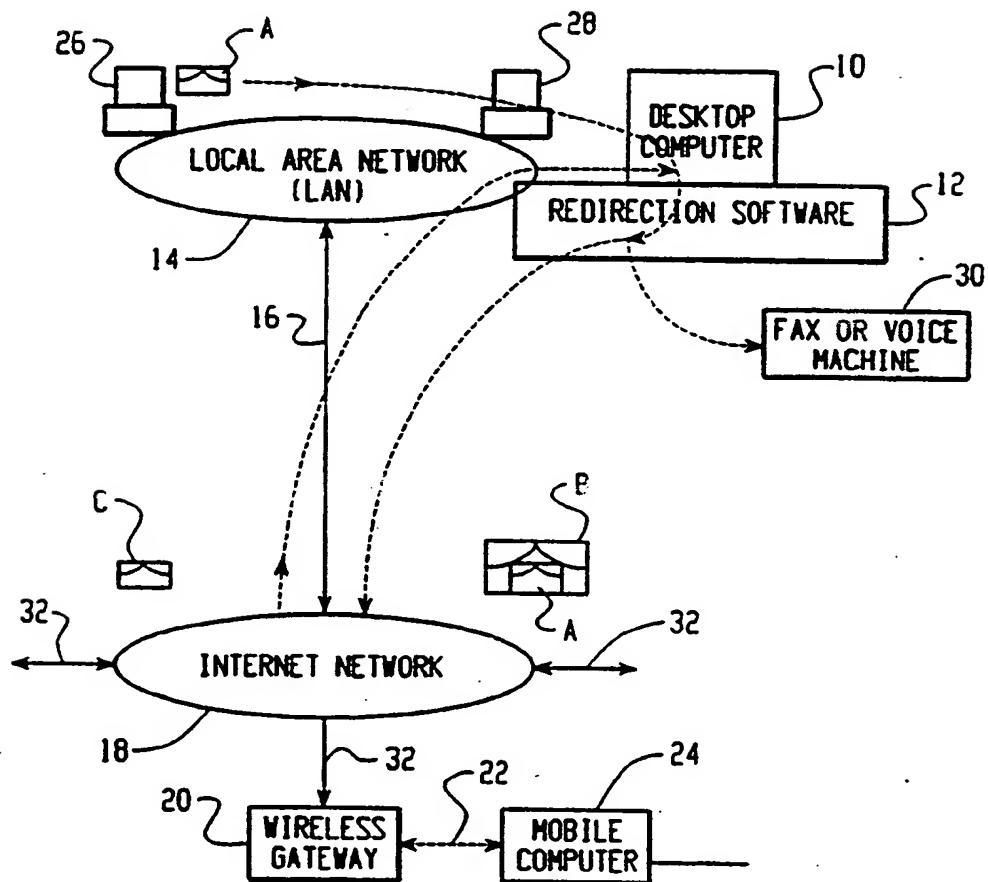 26
A
28
10
DESKTOP
COMPUTER
LOCAL AREA NETWORK
(LAN)
12
REDIRECTION SOFTWARE
14
16
30
FAX OR VOICE
MACHINE
C
B
A
32
32
INTERNET NETWORK
18
32
24
20
22
WIRELESS
GATEWAY
MOBILE
COMPUTER